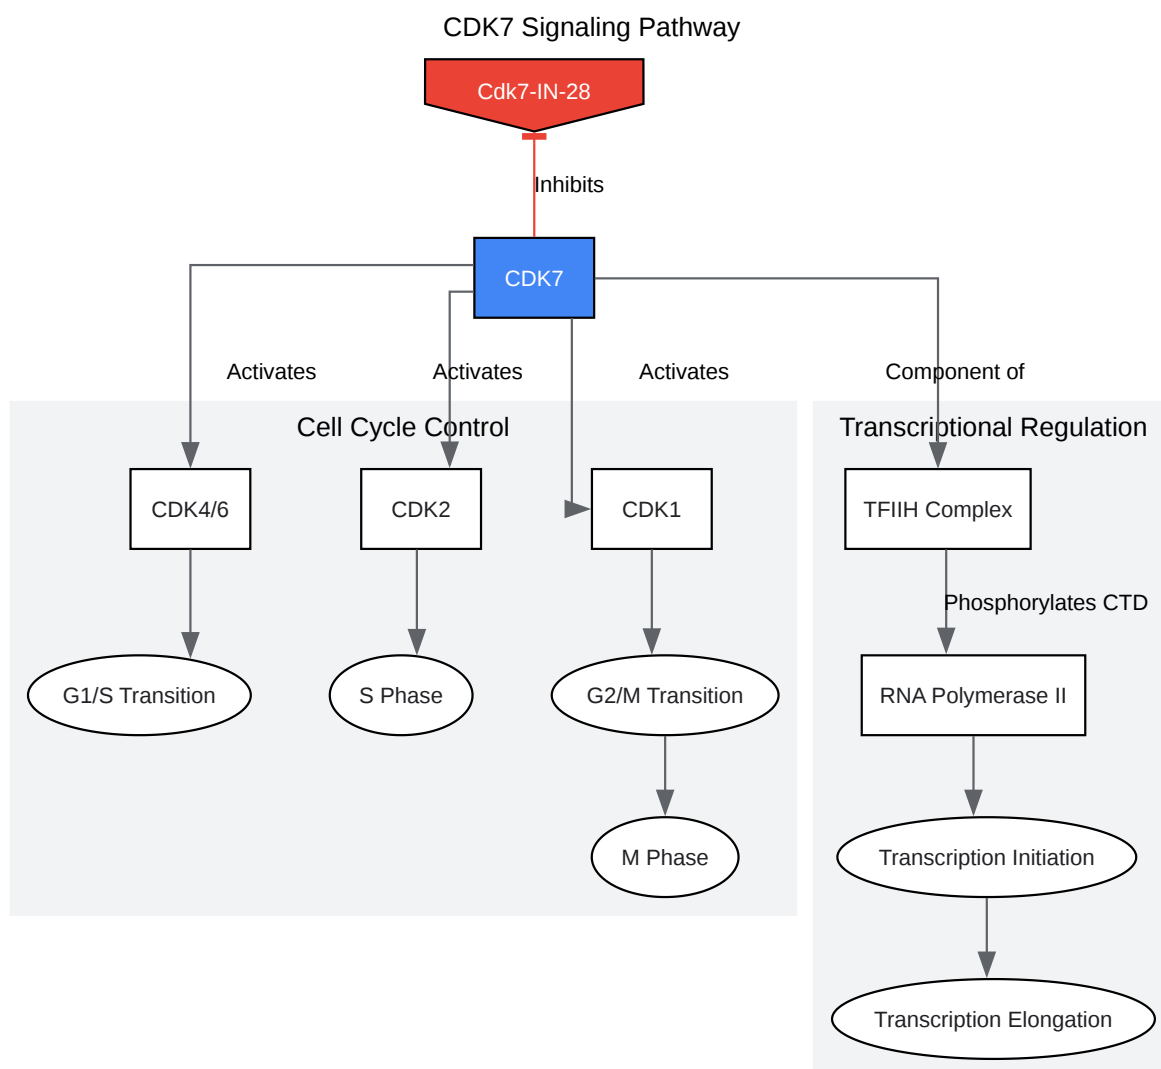 CDK7 Signaling Pathway
Cdk7-IN-28
Inhibits
CDK7
Activates
Activates
Activates
Component of
Cell Cycle Control
Transcriptional Regulation
CDK4/6
CDK2
CDK1
TFIIH Complex
Phosphorylates CTD
G1/S Transition
S Phase
G2/M Transition
RNA Polymerase II
M Phase
Transcription Initiation
Transcription Elongation